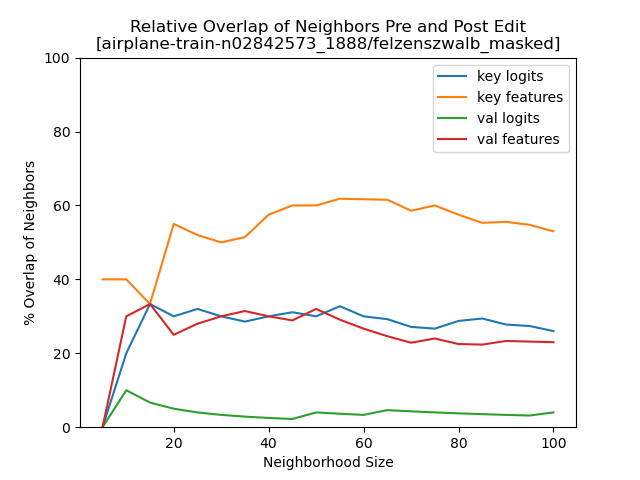 Relative Overlap of Neighbors Pre and Post Edit
[airplane-train-n02842573_1888/felzenszwalb_masked]
100
80
60
40
20
0
% Overlap of Neighbors
key logits
key features
val logits
val features
20 40 60 80 100
Neighborhood Size